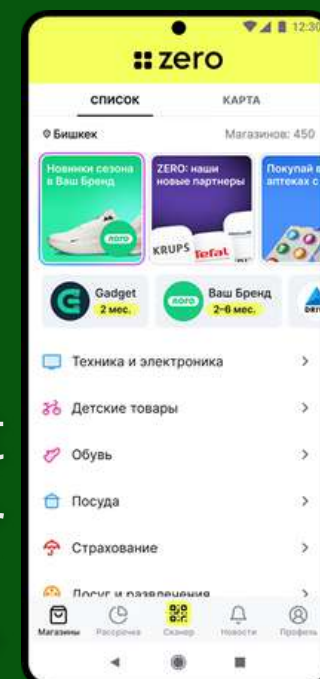 12:30
zero
СПИСОК КАРТА
Бишкек Магазинов: 450
Новинки сезона
в Ваш Бренд
ZERO: наши
новые партнеры
Покупай в
аптеках с
лого
KRUPS Tefal
Gadget
2 мес.
лого
Ваш Бренд
2–6 мес.
Техника и электроника
Детские товары
Обувь
Посуда
Страхование
Досуг и развлечения
Магазины Рассрочка Сканер Новости Профиль